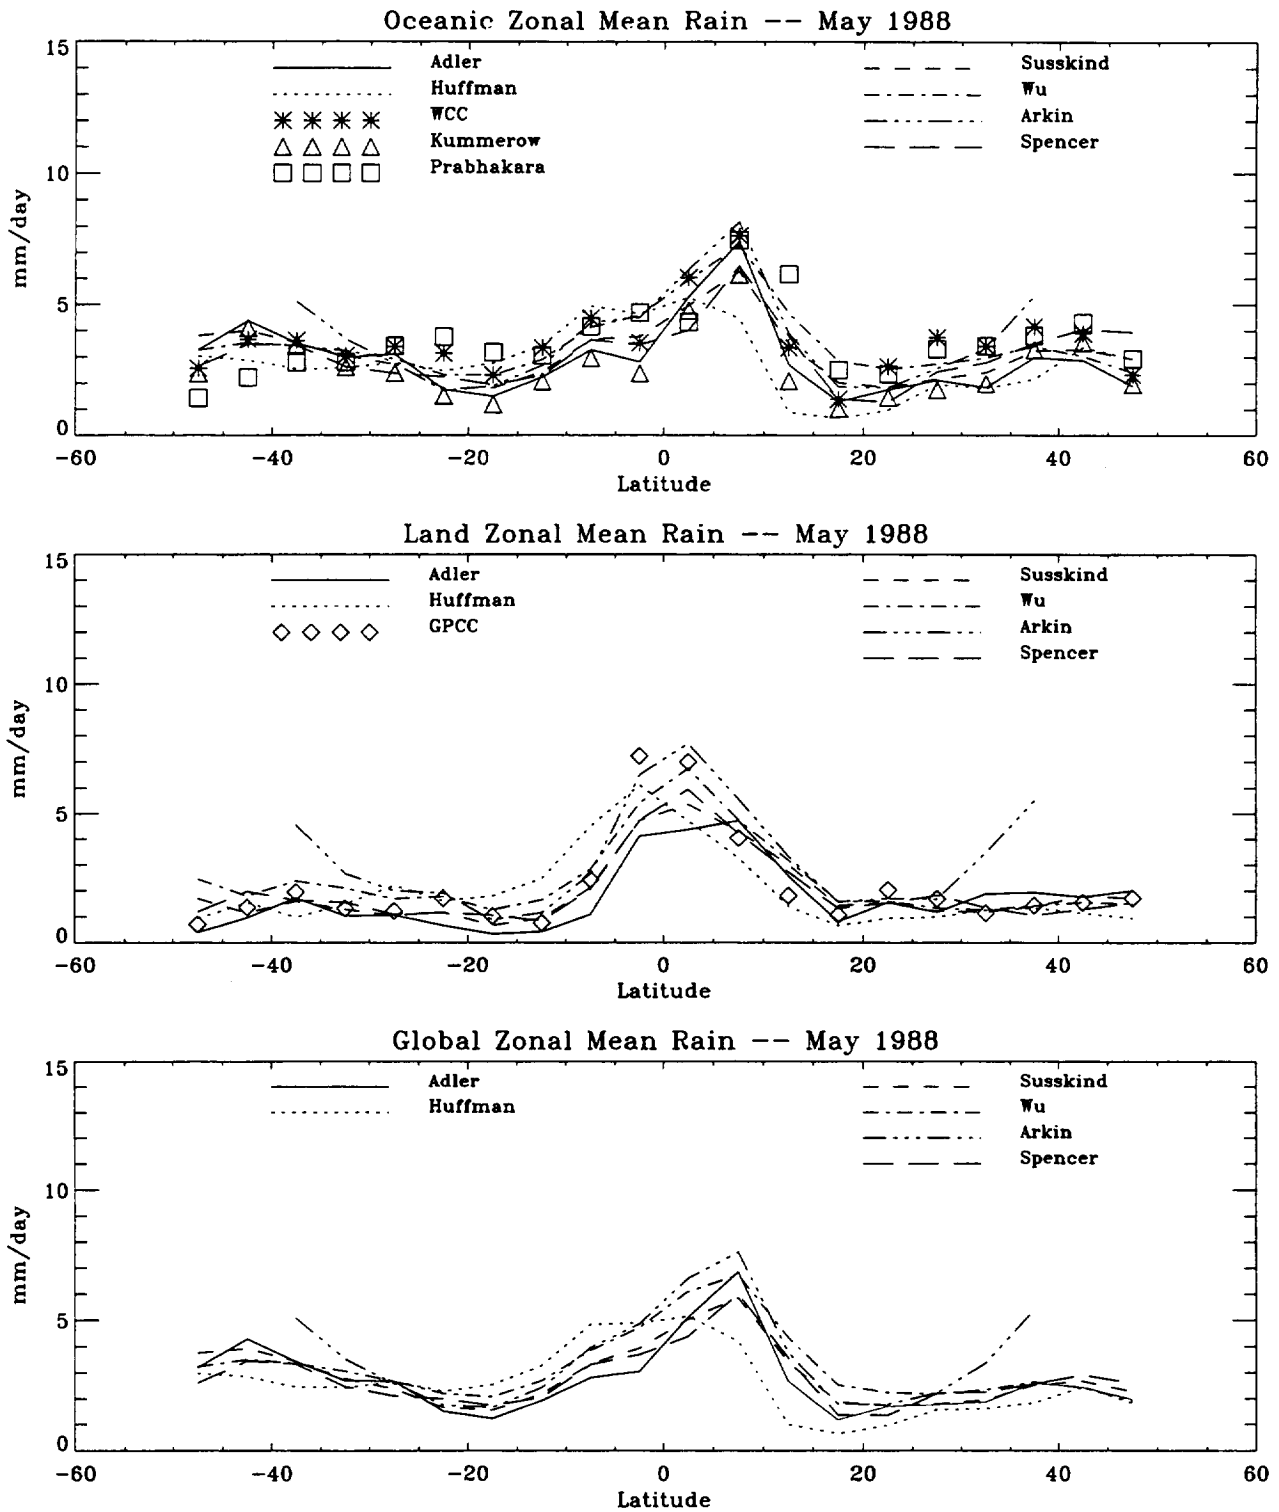 Oceanic Zonal Mean Rain -- May 1988
15
10
5
0
mm/day
Adler
Huffman
WCC
Kummerow
Prabhakara
Susskind
Wu
Arkin
Spencer
-60 -40 -20 0 20 40 60
Latitude
Land Zonal Mean Rain -- May 1988
15
10
5
0
mm/day
Adler
Huffman
GPCC
Susskind
Wu
Arkin
Spencer
-60 -40 -20 0 20 40 60
Latitude
Global Zonal Mean Rain -- May 1988
15
10
5
0
mm/day
Adler
Huffman
Susskind
Wu
Arkin
Spencer
-60 -40 -20 0 20 40 60
Latitude